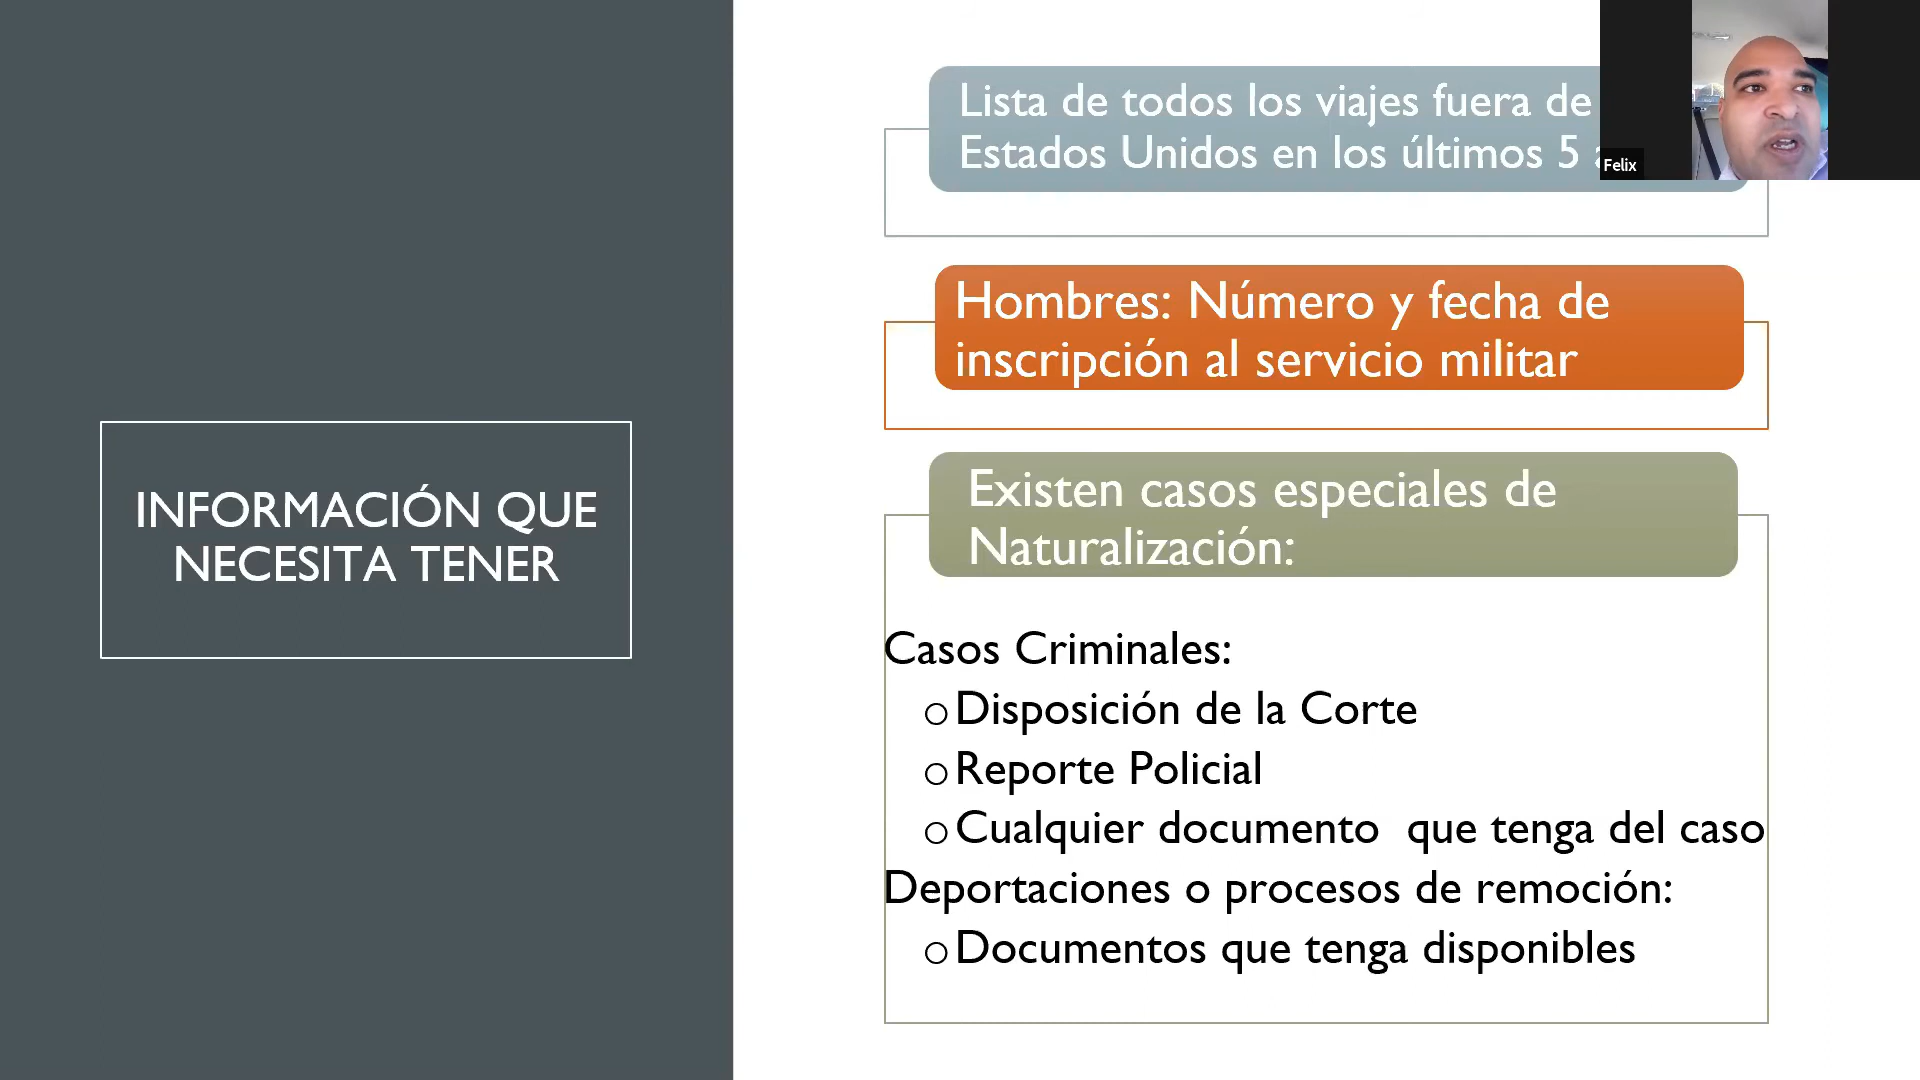 INFORMACIÓN QUE
NECESITA TENER
Lista de todos los viajes fuera de
Estados Unidos en los últimos 5
Felix
Hombres: Número y fecha de
inscripción al servicio militar
Existen casos especiales de
Naturalización:
Casos Criminales:
o Disposición de la Corte
o Reporte Policial
o Cualquier documento que tenga del caso
Deportaciones o procesos de remoción:
o Documentos que tenga disponibles